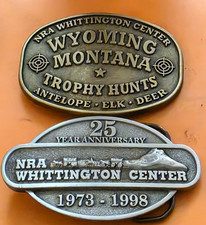 NRA WHITTINGTON CENTER
WYOMING
MONTANA
TROPHY HUNTS
ANTELOPE • ELK • DEER
25
YEAR ANNIVERSARY
NRA
WHITTINGTON CENTER
1973 - 1998